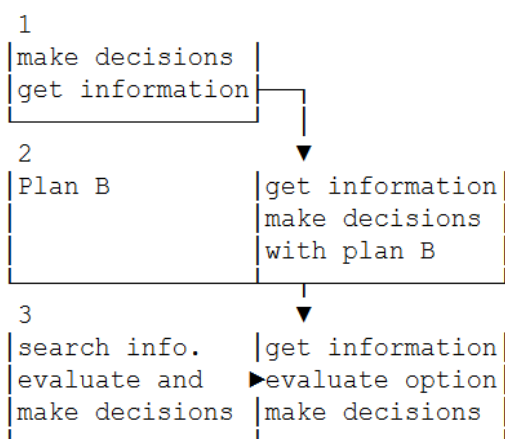 1
make decisions
get information
2
Plan B get information
make decisions
with plan B
3
search info. get information
evaluate and evaluate option
make decisions make decisions